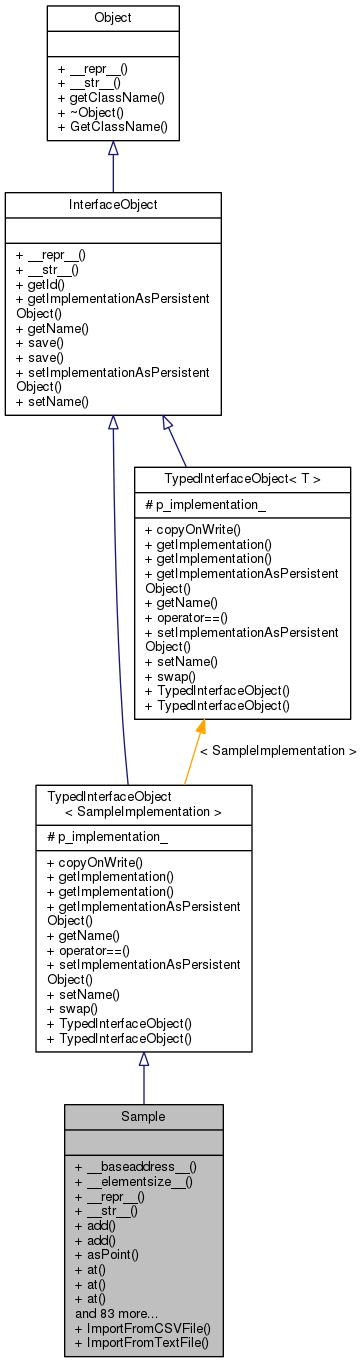 Object
+ __repr__()
+ __str__()
+ getClassName()
+ ~Object()
+ GetClassName()
InterfaceObject
+ __repr__()
+ __str__()
+ getId()
+ getImplementationAsPersistent
Object()
+ getName()
+ save()
+ save()
+ setImplementationAsPersistent
Object()
+ setName()
TypedInterfaceObject< T >
# p_implementation_
+ copyOnWrite()
+ getImplementation()
+ getImplementation()
+ getImplementationAsPersistent
Object()
+ getName()
+ operator==()
+ setImplementationAsPersistent
Object()
+ setName()
+ swap()
+ TypedInterfaceObject()
+ TypedInterfaceObject()
< SampleImplementation >
TypedInterfaceObject
< SampleImplementation >
# p_implementation_
+ copyOnWrite()
+ getImplementation()
+ getImplementation()
+ getImplementationAsPersistent
Object()
+ getName()
+ operator==()
+ setImplementationAsPersistent
Object()
+ setName()
+ swap()
+ TypedInterfaceObject()
+ TypedInterfaceObject()
Sample
+ __baseaddress__()
+ __elementsize__()
+ __repr__()
+ __str__()
+ add()
+ add()
+ asPoint()
+ at()
+ at()
+ at()
and 83 more...
+ ImportFromCSVFile()
+ ImportFromTextFile()